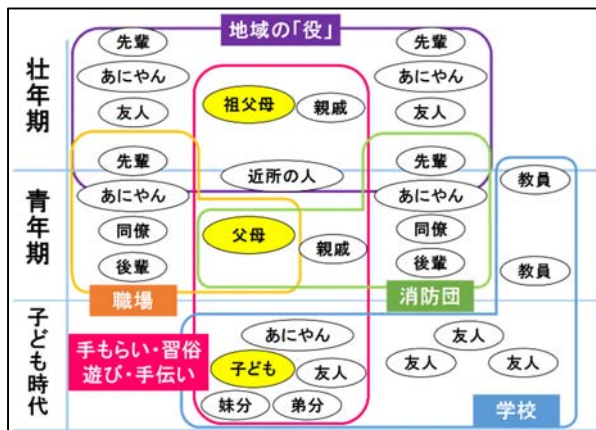 地域の「役」
壮年期
先輩
先輩
あにやん
あにやん
祖父母
親戚
友人
友人
先輩
先輩
近所の人
青年期
教員
あにやん
あにやん
父母
親戚
同僚
同僚
後輩
後輩
教員
職場
消防団
子ども時代
手もらい・習俗
遊び・手伝い
あにやん
子ども
友人
妹分
弟分
友人
友人
友人
学校